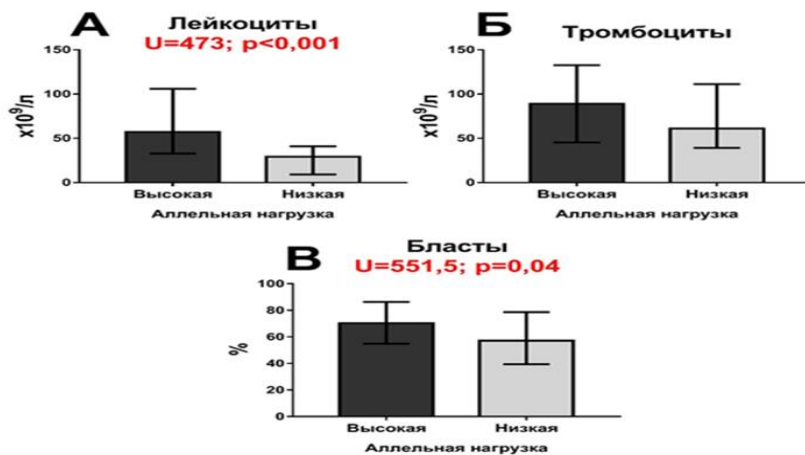 А
Лейкоциты
U=473; p<0,001
150
100
50
0
x10⁹/л
Высокая Низкая
Аллельная нагрузка
Б
Тромбоциты
150
100
50
0
x10⁹/л
Высокая Низкая
Аллельная нагрузка
В
Бласты
U=551,5; p=0,04
100
80
60
40
20
0
%
Высокая Низкая
Аллельная нагрузка